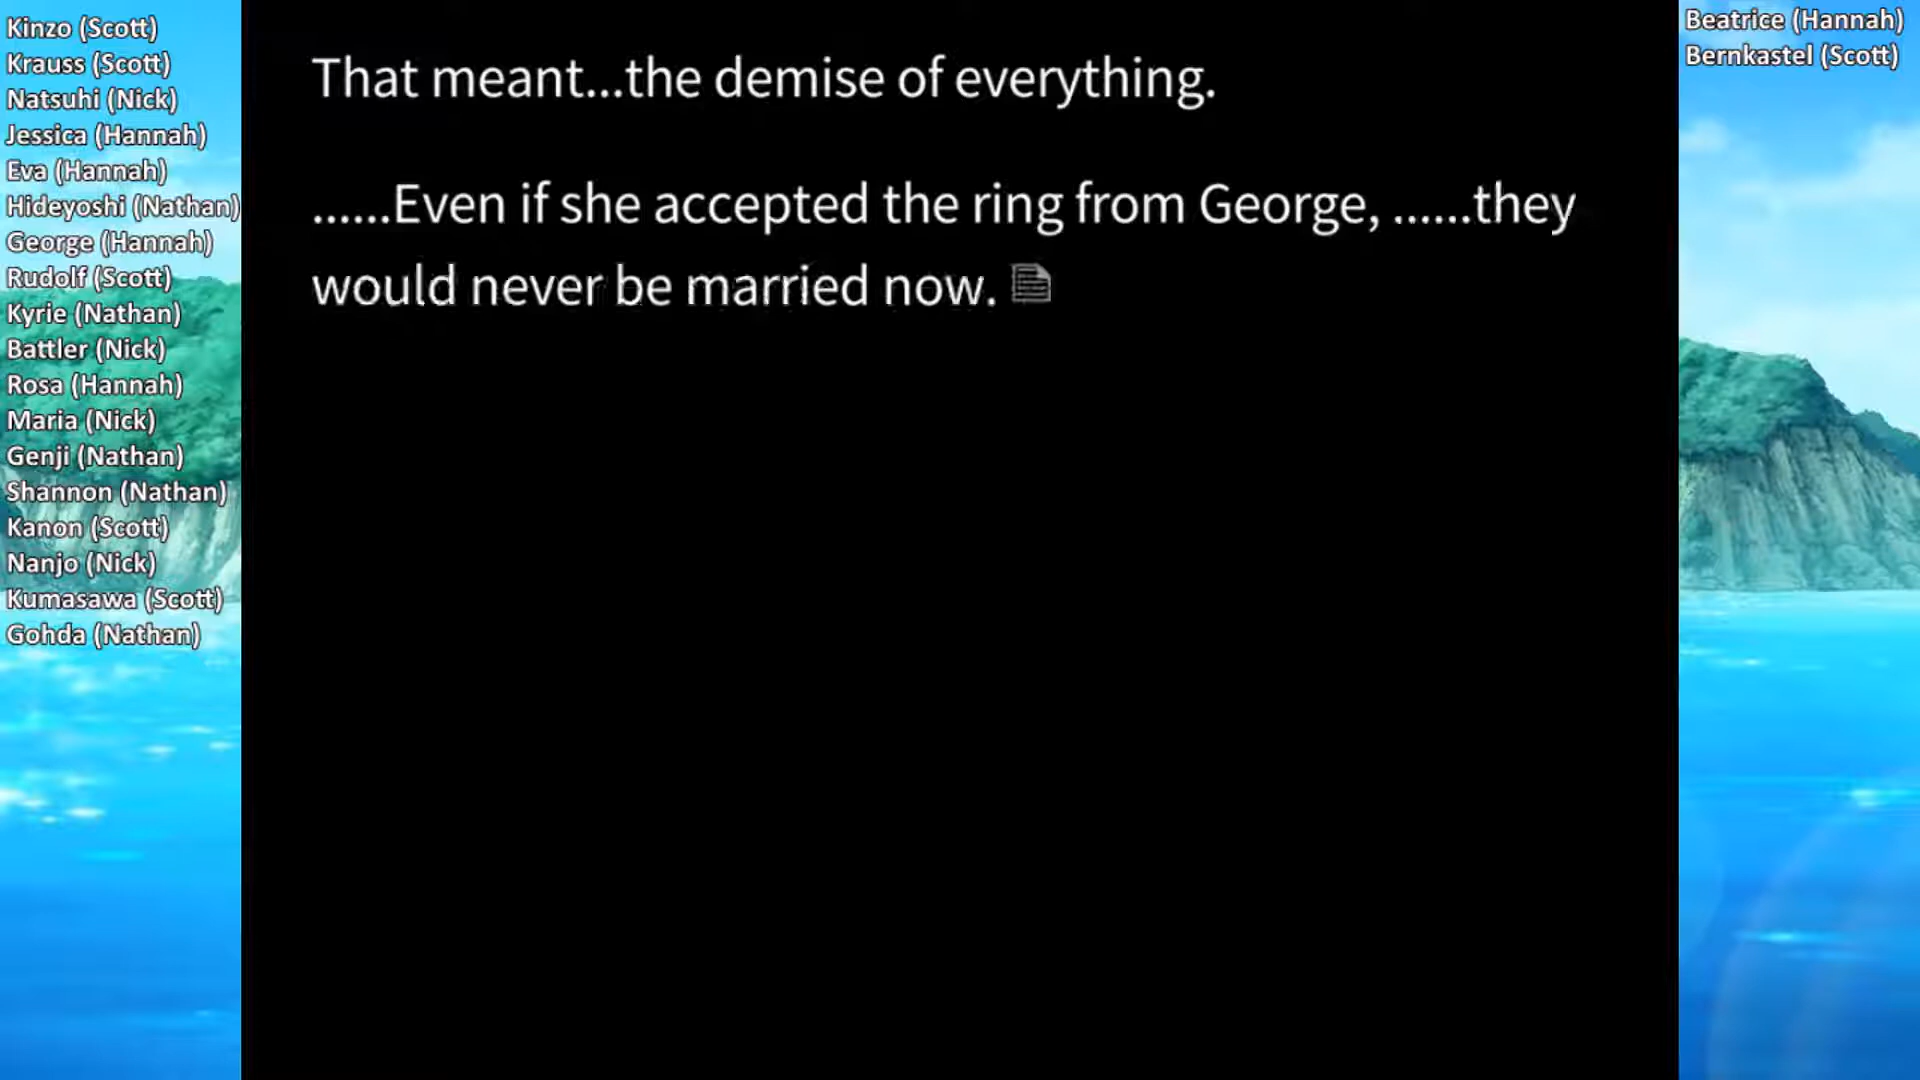 Kinzo (Scott)
Krauss (Scott)
Natsuhi (Nick)
Jessica (Hannah)
Eva (Hannah)
Hideyoshi (Nathan)
George (Hannah)
Rudolf (Scott)
Kyrie (Nathan)
Battler (Nick)
Rosa (Hannah)
Maria (Nick)
Genji (Nathan)
Shannon (Nathan)
Kanon (Scott)
Nanjo (Nick)
Kumasawa (Scott)
Gohda (Nathan)
That meant...the demise of everything.
......Even if she accepted the ring from George, ......they
would never be married now.
Beatrice (Hannah)
Bernkastel (Scott)